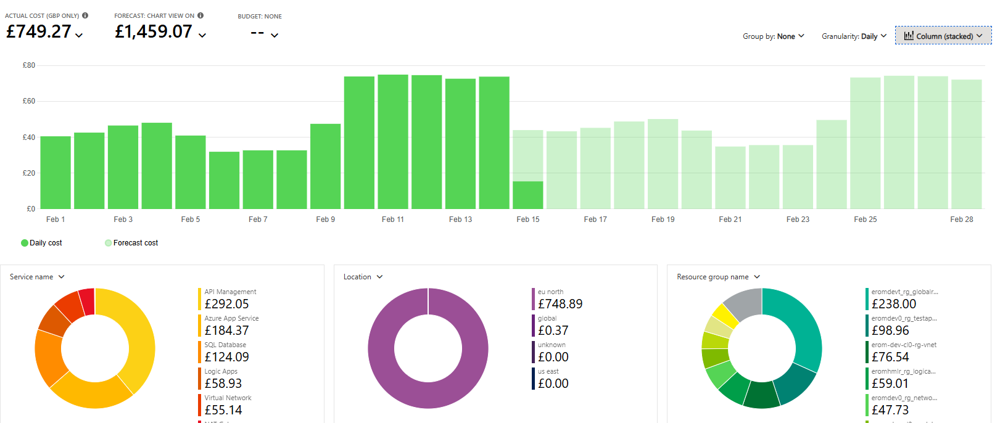 ACTUAL COST (GBP ONLY)
£749.27
FORECAST: CHART VIEW ON
£1,459.07
BUDGET: NONE
--
Group by: None
Granularity: Daily
Column (stacked)
£80
£60
£40
£20
£0
Feb 1 Feb 3 Feb 5 Feb 7 Feb 9 Feb 11 Feb 13 Feb 15 Feb 17 Feb 19 Feb 21 Feb 23 Feb 25 Feb 28
Daily cost
Forecast cost
Service name
API Management
£292.05
Azure App Service
£184.37
SQL Database
£124.09
Logic Apps
£58.93
Virtual Network
£55.14
Location
eu north
£748.89
global
£0.37
unknown
£0.00
us east
£0.00
Resource group name
eromdevt_rg_globalr...
£238.00
eromdev0_rg_testap...
£98.96
erom-dev-cl0-rg-vnet
£76.54
eromhmlr_rg_logica...
£59.01
eromdev0_rg_netwo...
£47.73